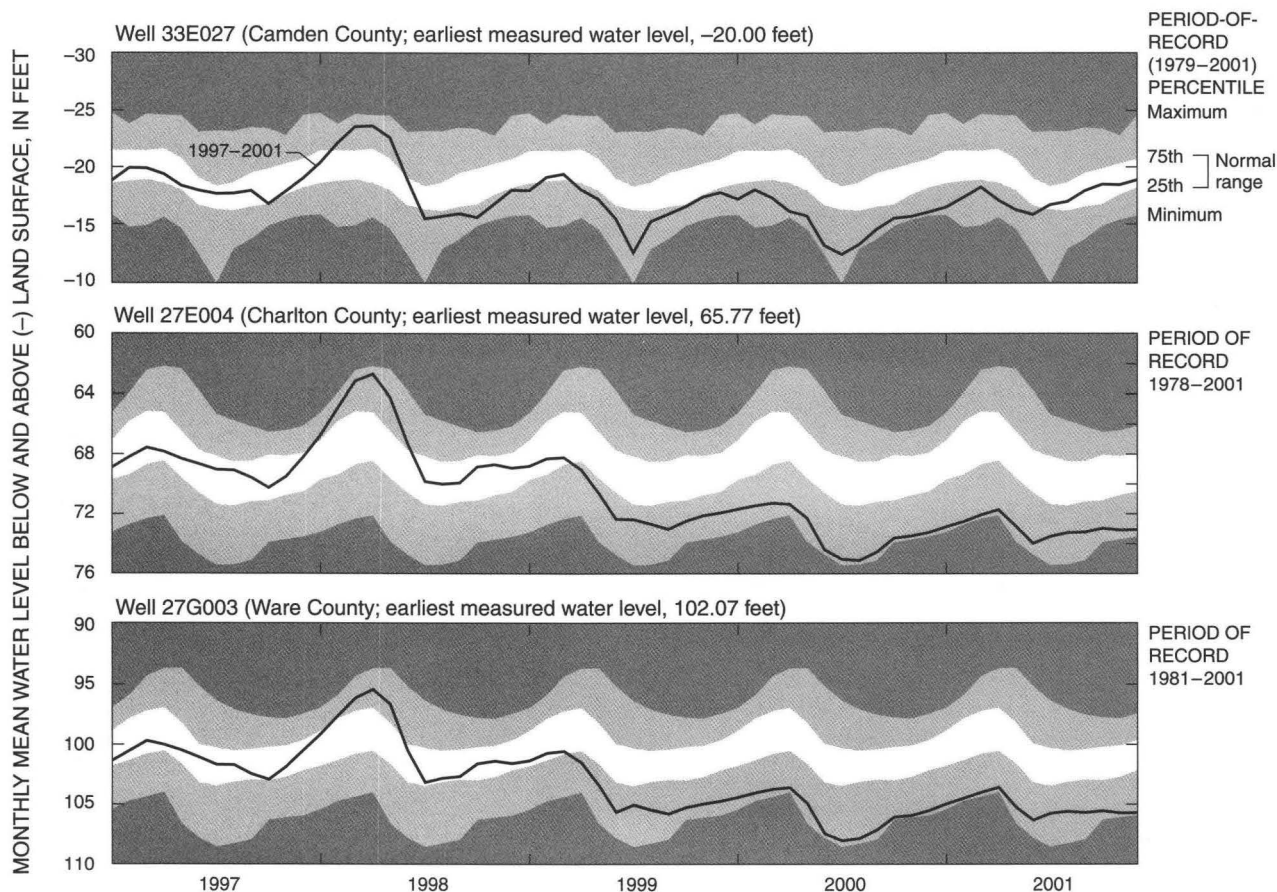 MONTHLY MEAN WATER LEVEL BELOW AND ABOVE (–) LAND SURFACE, IN FEET
Well 33E027 (Camden County; earliest measured water level, –20.00 feet)
–30
–25
–20
–15
–10
1997–2001
PERIOD-OF-
RECORD
(1979–2001)
PERCENTILE
Maximum
75th
25th
Normal
range
Minimum
Well 27E004 (Charlton County; earliest measured water level, 65.77 feet)
60
64
68
72
76
PERIOD OF
RECORD
1978–2001
Well 27G003 (Ware County; earliest measured water level, 102.07 feet)
90
95
100
105
110
PERIOD OF
RECORD
1981–2001
1997 1998 1999 2000 2001